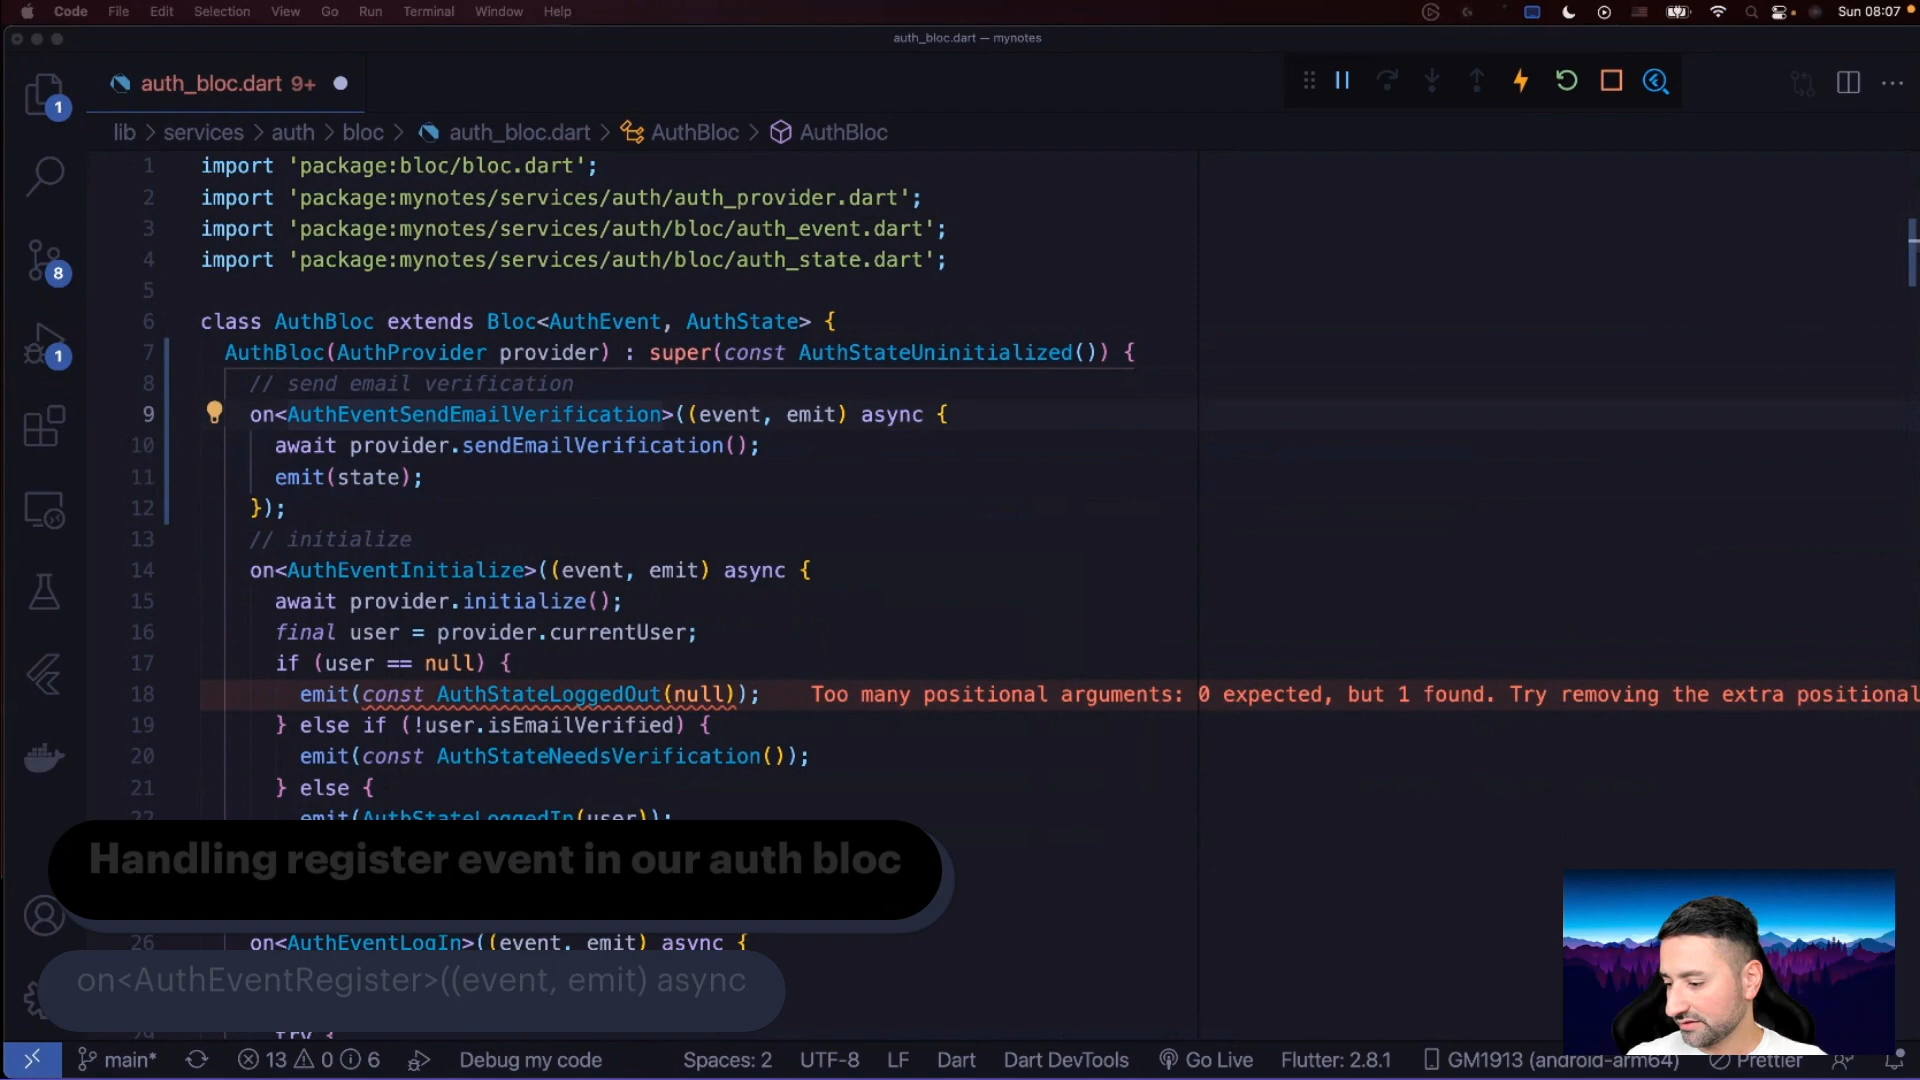 Code File Edit Selection View Go Run Terminal Window Help Sun 08:07
auth_bloc.dart — mynotes
auth_bloc.dart 9+
lib > services > auth > bloc > auth_bloc.dart > AuthBloc > AuthBloc
1 import 'package:bloc/bloc.dart';
2 import 'package:mynotes/services/auth/auth_provider.dart';
3 import 'package:mynotes/services/auth/bloc/auth_event.dart';
4 import 'package:mynotes/services/auth/bloc/auth_state.dart';
5
6 class AuthBloc extends Bloc<AuthEvent, AuthState> {
7 AuthBloc(AuthProvider provider) : super(const AuthStateUninitialized()) {
8 // send email verification
9 on<AuthEventSendEmailVerification>((event, emit) async {
10 await provider.sendEmailVerification();
11 emit(state);
12 });
13 // initialize
14 on<AuthEventInitialize>((event, emit) async {
15 await provider.initialize();
16 final user = provider.currentUser;
17 if (user == null) {
18 emit(const AuthStateLoggedOut(null)); Too many positional arguments: 0 expected, but 1 found. Try removing the extra positional
19 } else if (!user.isEmailVerified) {
20 emit(const AuthStateNeedsVerification());
21 } else {
22 emit(AuthStateLoggedIn(user));
Handling register event in our auth bloc
26 on<AuthEventLogIn>((event, emit) async {
on<AuthEventRegister>((event, emit) async
try {
1
8
1
main* 13 0 6 Debug my code Spaces: 2 UTF-8 LF Dart Dart DevTools Go Live Flutter: 2.8.1 GM1913 (android-arm64) Prettier